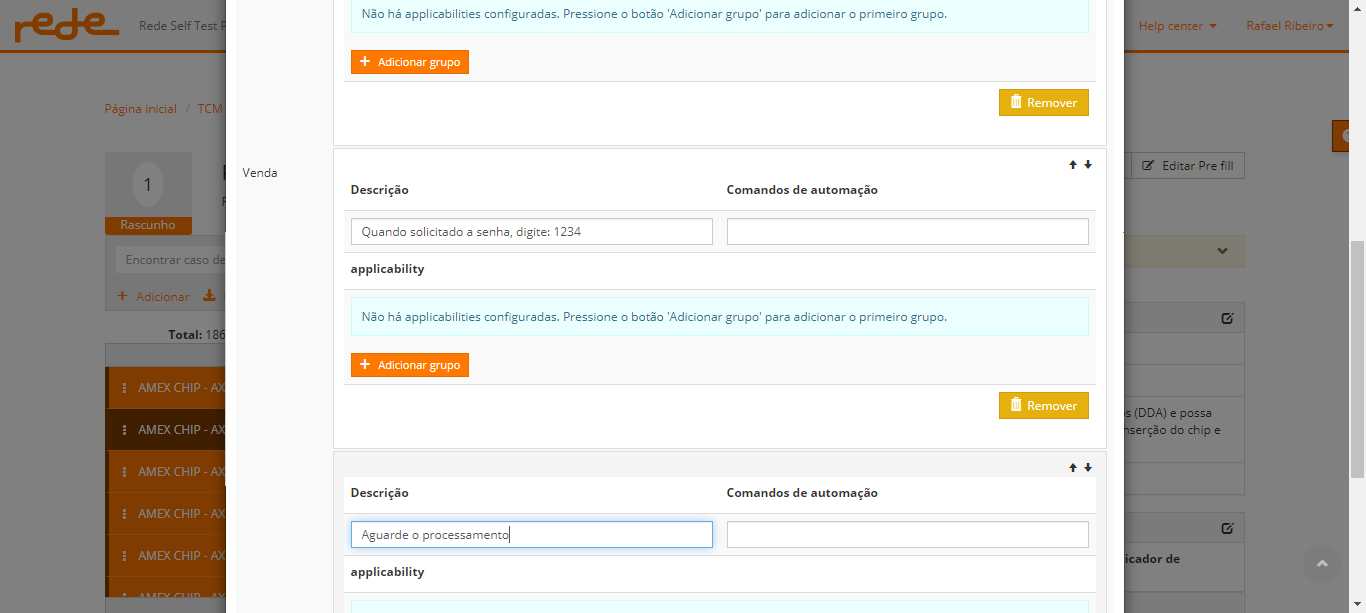 rede
Rede Self Test
Help center
Rafael Ribeiro
Página inicial / TCM
1
Rascunho
Editar Pre fill
Encontrar caso de
Adicionar
Total: 186
AMEX CHIP - AX
AMEX CHIP - AX
AMEX CHIP - AX
AMEX CHIP - AX
AMEX CHIP - AX
AMEX CHIP - AX
Não há applicabilities configuradas. Pressione o botão 'Adicionar grupo' para adicionar o primeiro grupo.
+ Adicionar grupo
Remover
Venda
Descrição
Comandos de automação
Quando solicitado a senha, digite: 1234
applicability
Não há applicabilities configuradas. Pressione o botão 'Adicionar grupo' para adicionar o primeiro grupo.
+ Adicionar grupo
Remover
Descrição
Comandos de automação
Aguarde o processamento
applicability
(DDA) e possa
inserção do chip e
icador de